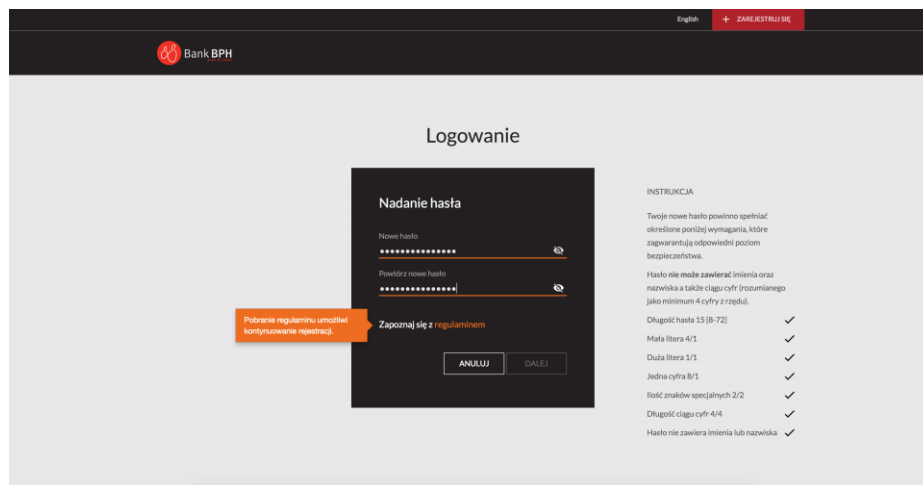 English
+ ZAREJESTRUJ SIĘ
Bank BPH
Logowanie
Nadanie hasła
Nowe hasło
•••••••••••••••
Powtórz nowe hasło
•••••••••••••••
Pobranie regulaminu umożliwi
kontynuowanie rejestracji.
Zapoznaj się z regulaminem
ANULUJ
DALEJ
INSTRUKCJA
Twoje nowe hasło powinno spełniać
określone poniżej wymagania, które
zagwarantują odpowiedni poziom
bezpieczeństwa.
Hasło nie może zawierać imienia oraz
nazwiska a także ciągu cyfr (rozumianego
jako minimum 4 cyfry z rzędu).
Długość hasła 15 [8-72]
Mała litera 4/1
Duża litera 1/1
Jedna cyfra 8/1
Ilość znaków specjalnych 2/2
Długość ciągu cyfr 4/4
Hasło nie zawiera imienia lub nazwiska